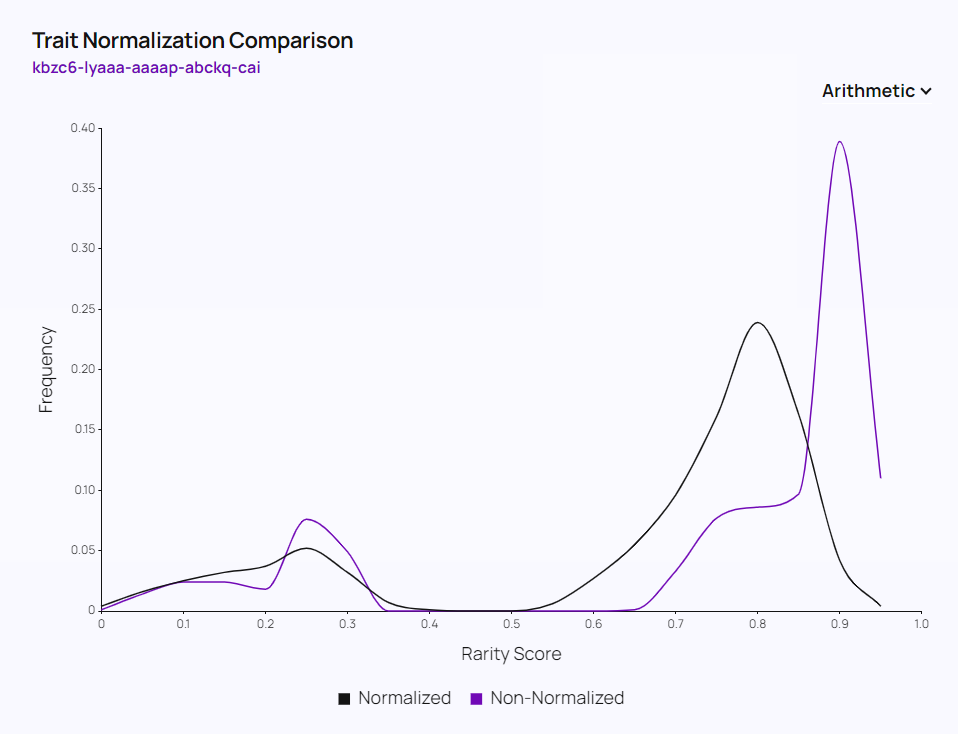 Trait Normalization Comparison
kbzc6-lyaaa-aaaap-abckq-cai
Arithmetic
0.40
0.35
0.30
0.25
0.20
0.15
0.10
0.05
0
Frequency
0 0.1 0.2 0.3 0.4 0.5 0.6 0.7 0.8 0.9 1.0
Rarity Score
Normalized Non-Normalized